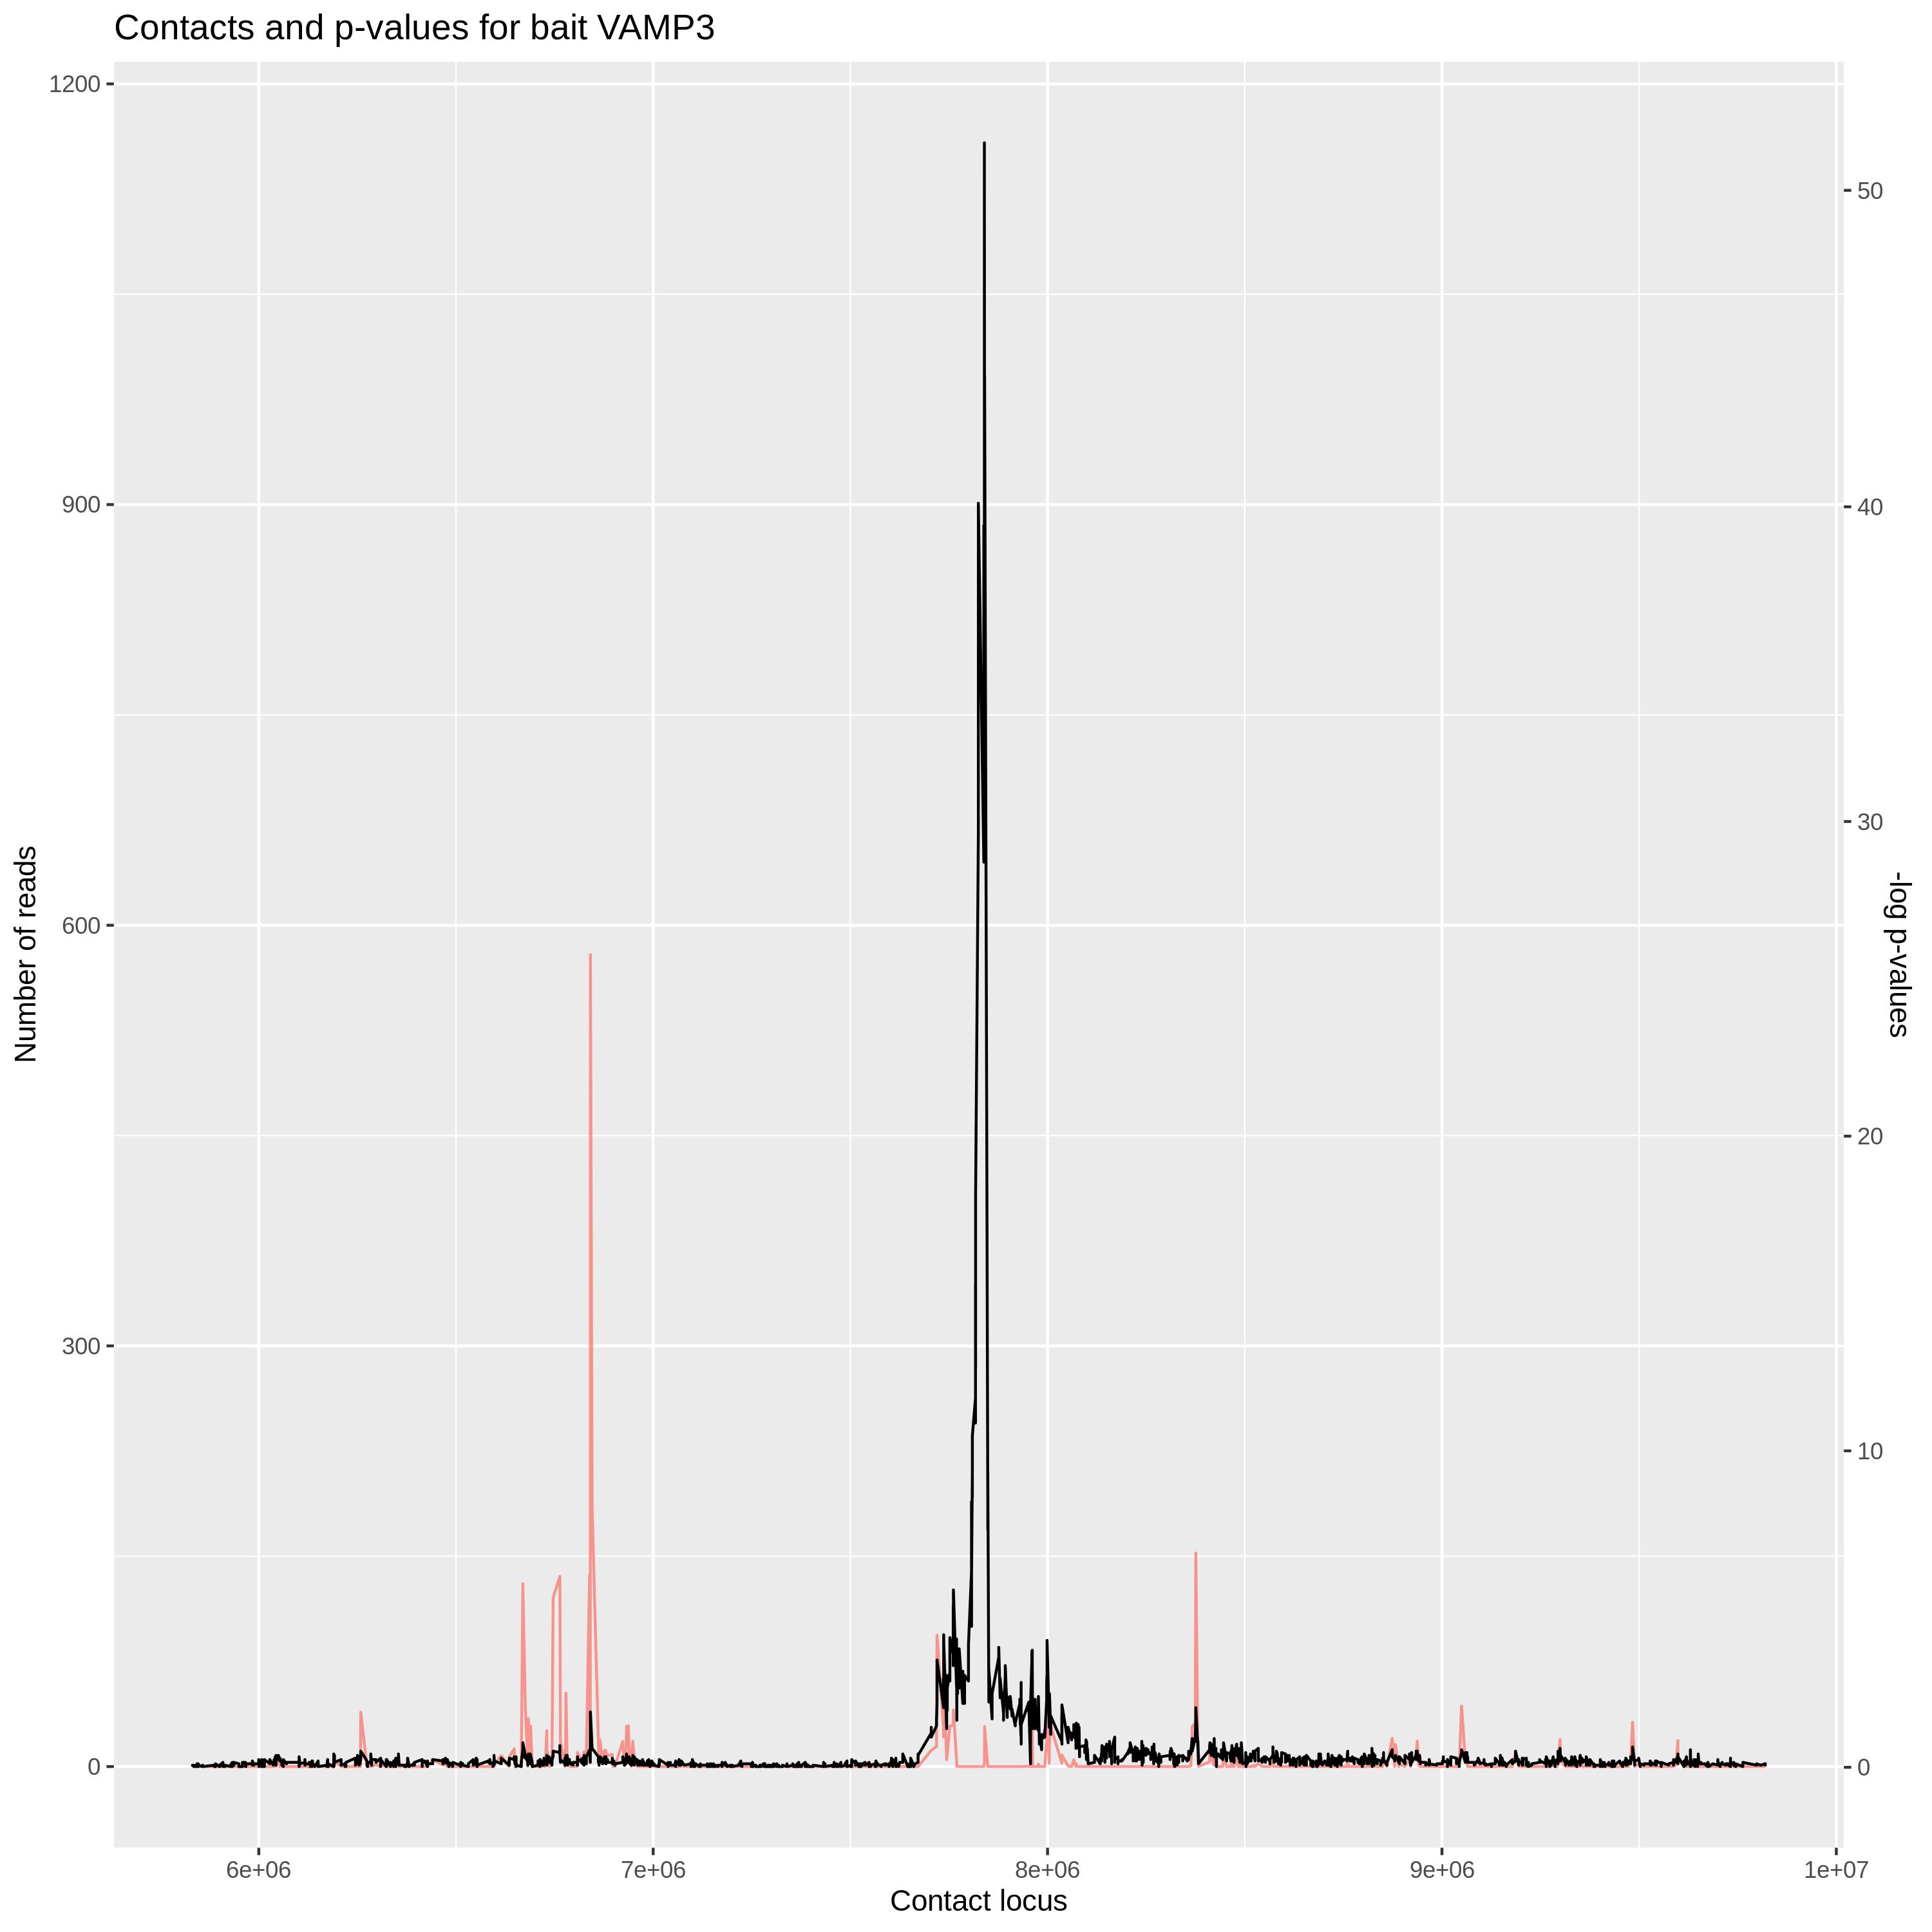 Contacts and p-values for bait VAMP3
1200
900
600
300
0
Number of reads
50
40
30
20
10
0
-log p-values
6e+06
7e+06
8e+06
9e+06
1e+07
Contact locus